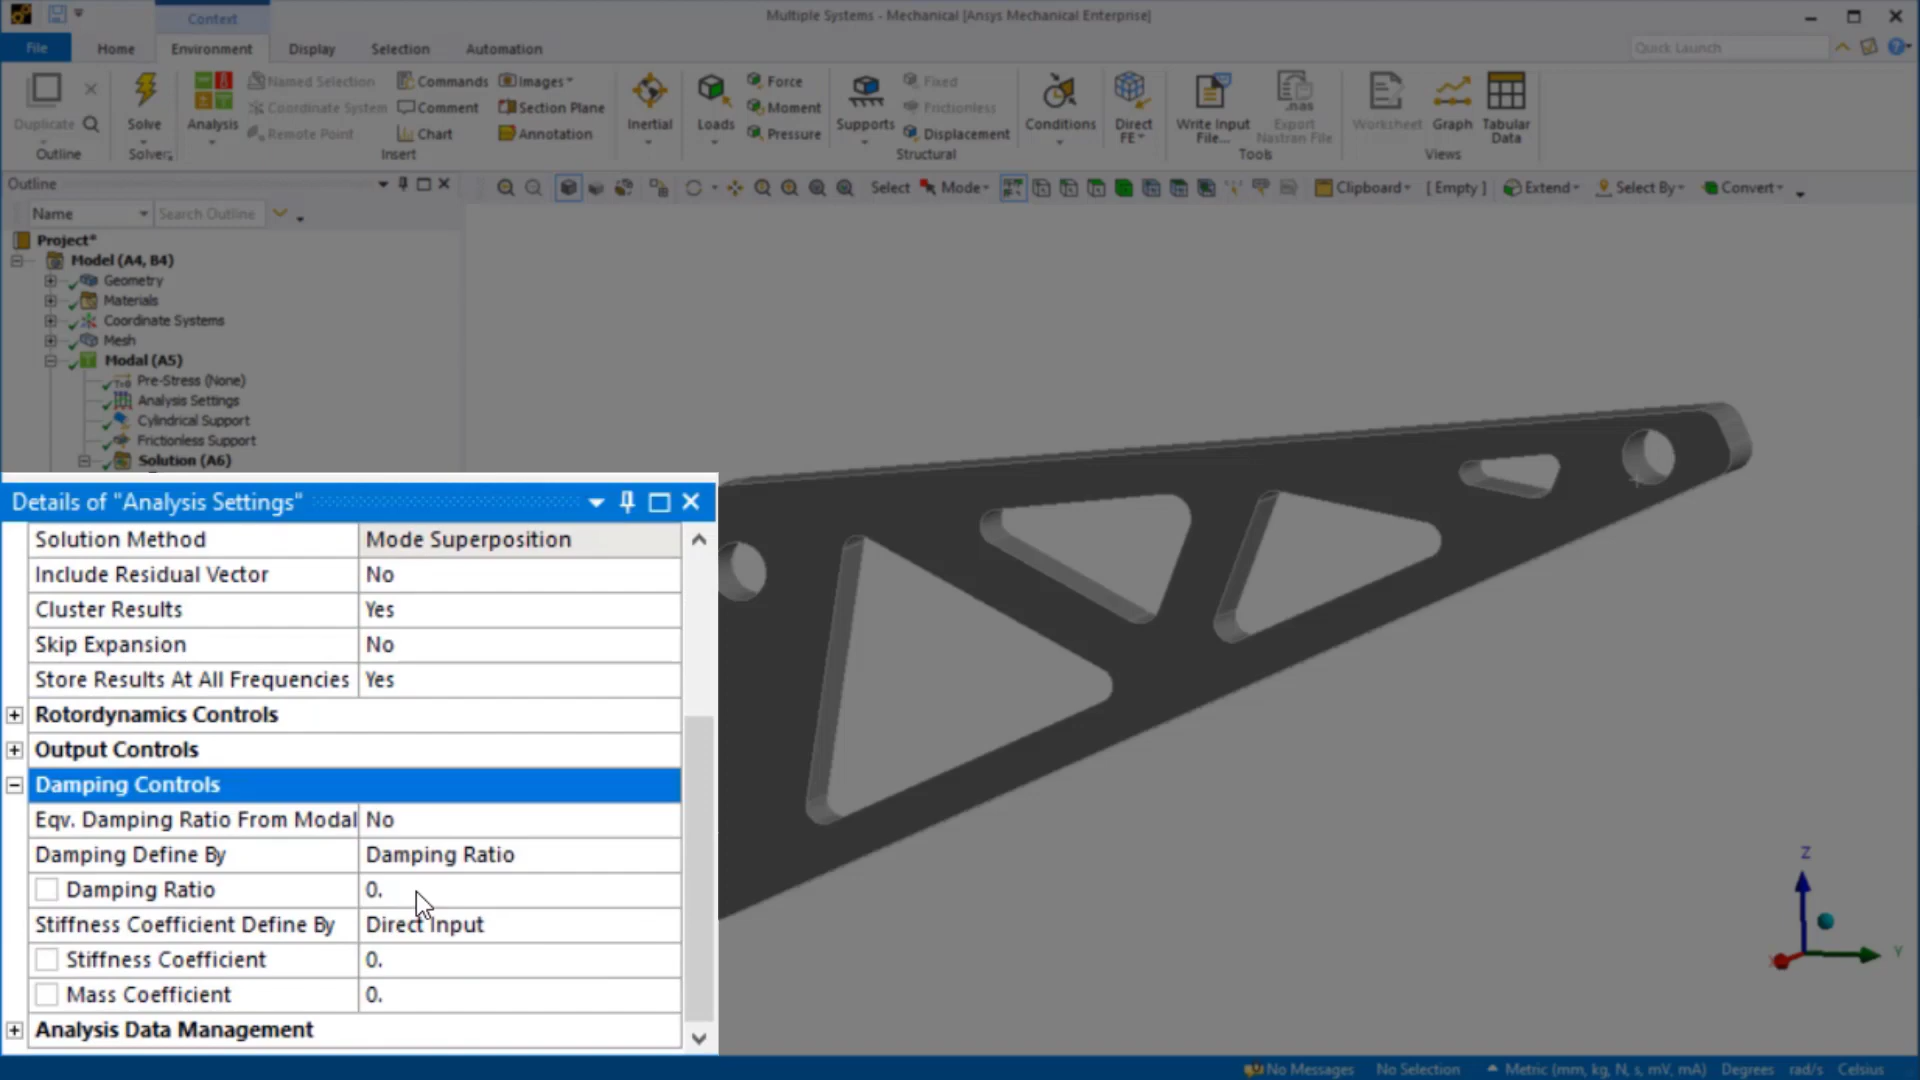 Context
Multiple Systems - Mechanical [Ansys Mechanical Enterprise]
File Home Environment Display Selection Automation
Quick Launch
Duplicate
Outline
Solve
Solver
Analysis
Named Selection
Coordinate System
Remote Point
Commands
Comment
Chart
Images
Section Plane
Annotation
Insert
Inertial
Loads
Force
Moment
Pressure
Supports
Fixed
Frictionless
Displacement
Structural
Conditions
Direct
FE
Write Input
File...
Export
Nastran File
.nas
Tools
Worksheet
Graph
Tabular
Data
Views
Outline
Select Mode Clipboard [ Empty ] Extend Select By Convert
Name Search Outline
Project*
Model (A4, B4)
Geometry
Materials
Coordinate Systems
Mesh
Modal (A5)
Pre-Stress (None)
Analysis Settings
Cylindrical Support
Frictionless Support
Solution (A6)
Details of "Analysis Settings"
Solution Method Mode Superposition
Include Residual Vector No
Cluster Results Yes
Skip Expansion No
Store Results At All Frequencies Yes
Rotordynamics Controls
Output Controls
Damping Controls
Eqv. Damping Ratio From Modal No
Damping Define By Damping Ratio
Damping Ratio 0.
Stiffness Coefficient Define By Direct Input
Stiffness Coefficient 0.
Mass Coefficient 0.
Analysis Data Management
Z
Y
X
No Messages No Selection Metric (mm, kg, N, s, mV, mA) Degrees rad/s Celsius